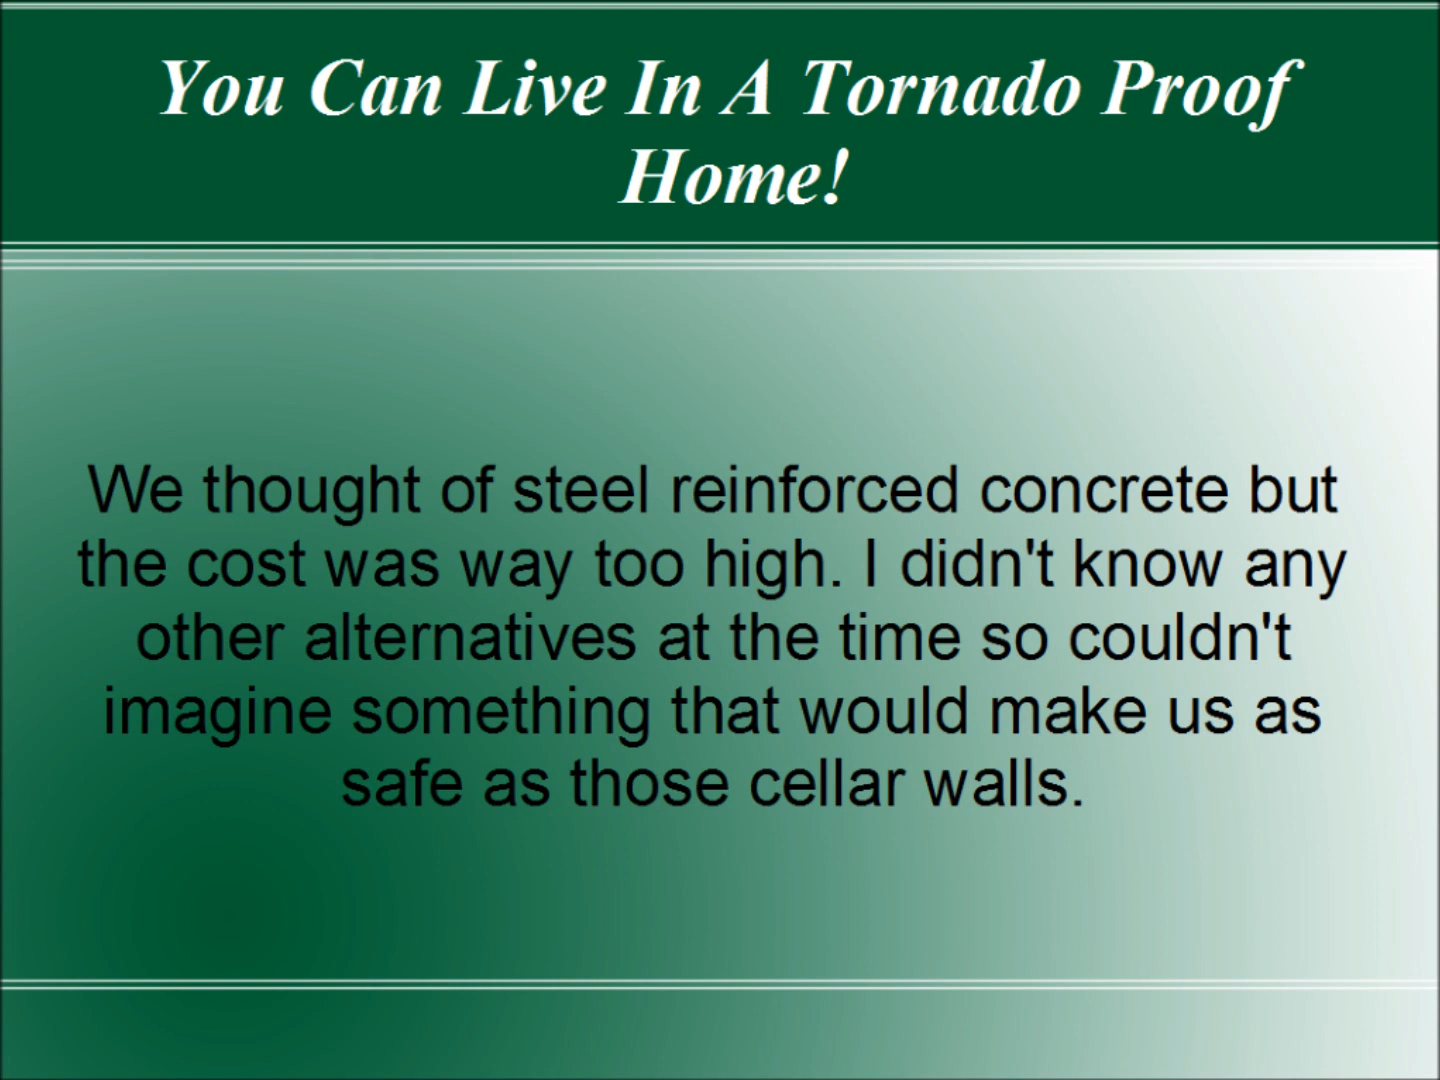 You Can Live In A Tornado Proof
Home!
We thought of steel reinforced concrete but
the cost was way too high. I didn't know any
other alternatives at the time so couldn't
imagine something that would make us as
safe as those cellar walls.